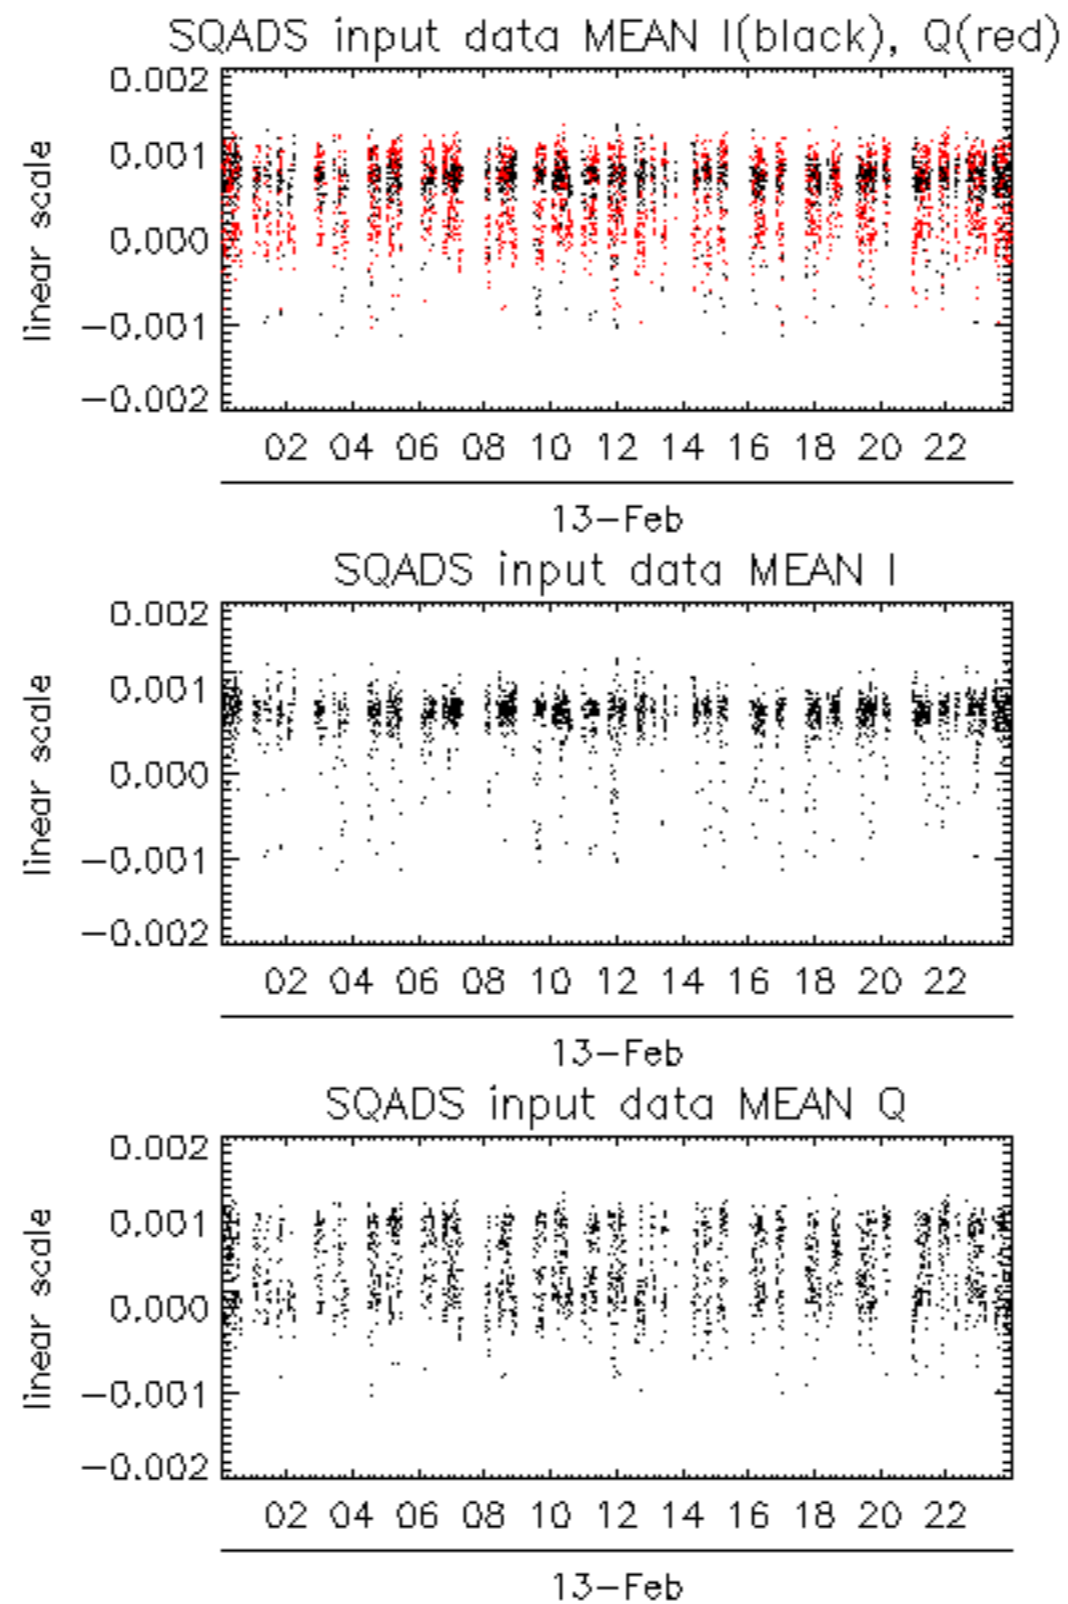 SQADS input data MEAN I(black), Q(red)
0.002
0.001
0.000
-0.001
-0.002
linear scale
02 04 06 08 10 12 14 16 18 20 22
13-Feb
SQADS input data MEAN I
0.002
0.001
0.000
-0.001
-0.002
linear scale
02 04 06 08 10 12 14 16 18 20 22
13-Feb
SQADS input data MEAN Q
0.002
0.001
0.000
-0.001
-0.002
linear scale
02 04 06 08 10 12 14 16 18 20 22
13-Feb